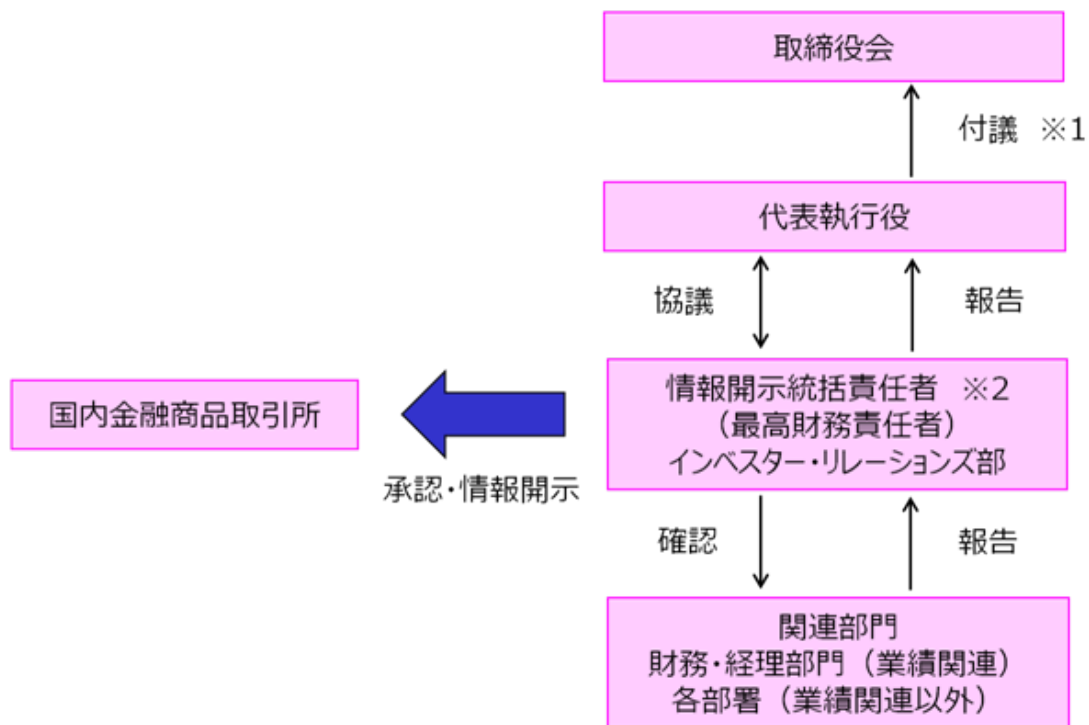 取締役会
付議 ※1
代表執行役
協議
報告
情報開示統括責任者 ※2
（最高財務責任者）
インベスター・リレーションズ部
国内金融商品取引所
承認・情報開示
確認
報告
関連部門
財務・経理部門（業績関連）
各部署（業績関連以外）